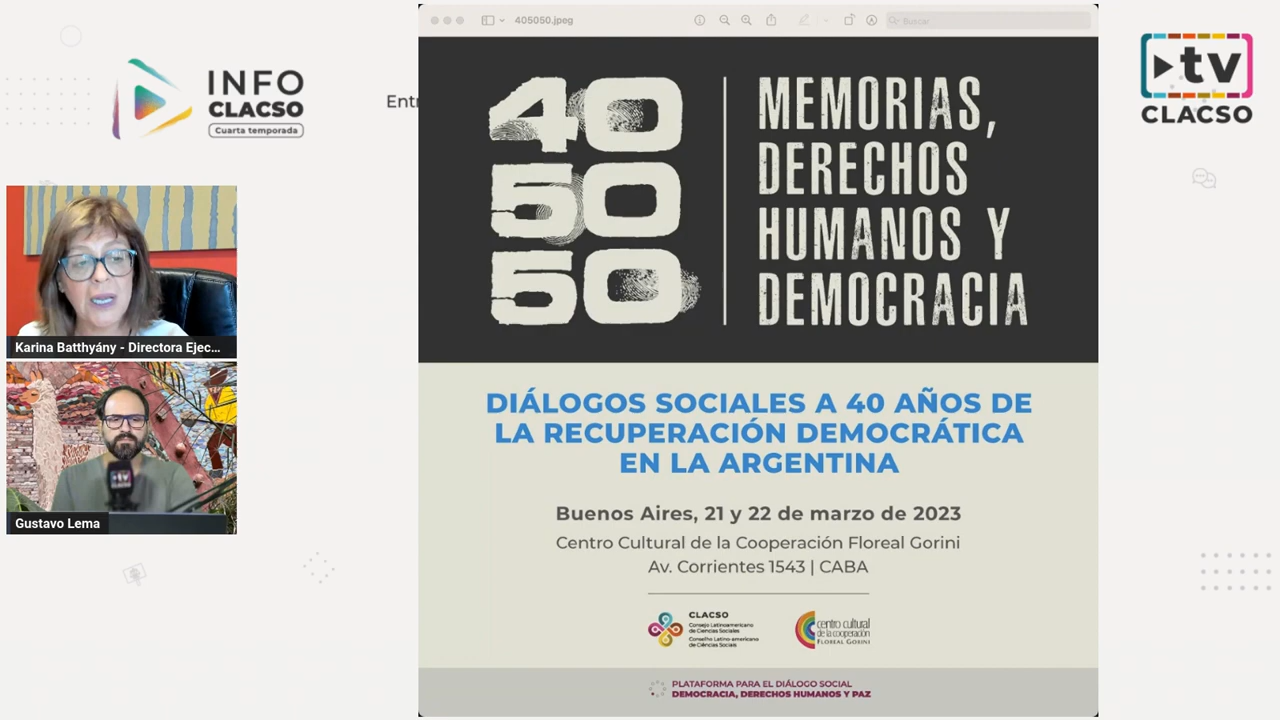 405050.jpeg
Buscar
INFO
CLACSO
Cuarta temporada
Entr
tv
CLACSO
40
50
50
MEMORIAS,
DERECHOS
HUMANOS Y
DEMOCRACIA
Karina Batthyány - Directora Ejec...
Gustavo Lema
tv
DIÁLOGOS SOCIALES A 40 AÑOS DE
LA RECUPERACIÓN DEMOCRÁTICA
EN LA ARGENTINA
Buenos Aires, 21 y 22 de marzo de 2023
Centro Cultural de la Cooperación Floreal Gorini
Av. Corrientes 1543 | CABA
CLACSO
Consejo Latinoamericano
de Ciencias Sociales
Conselho Latino-americano
de Ciências Sociais
centro cultural
de la cooperación
FLOREAL GORINI
PLATAFORMA PARA EL DIÁLOGO SOCIAL
DEMOCRACIA, DERECHOS HUMANOS Y PAZ